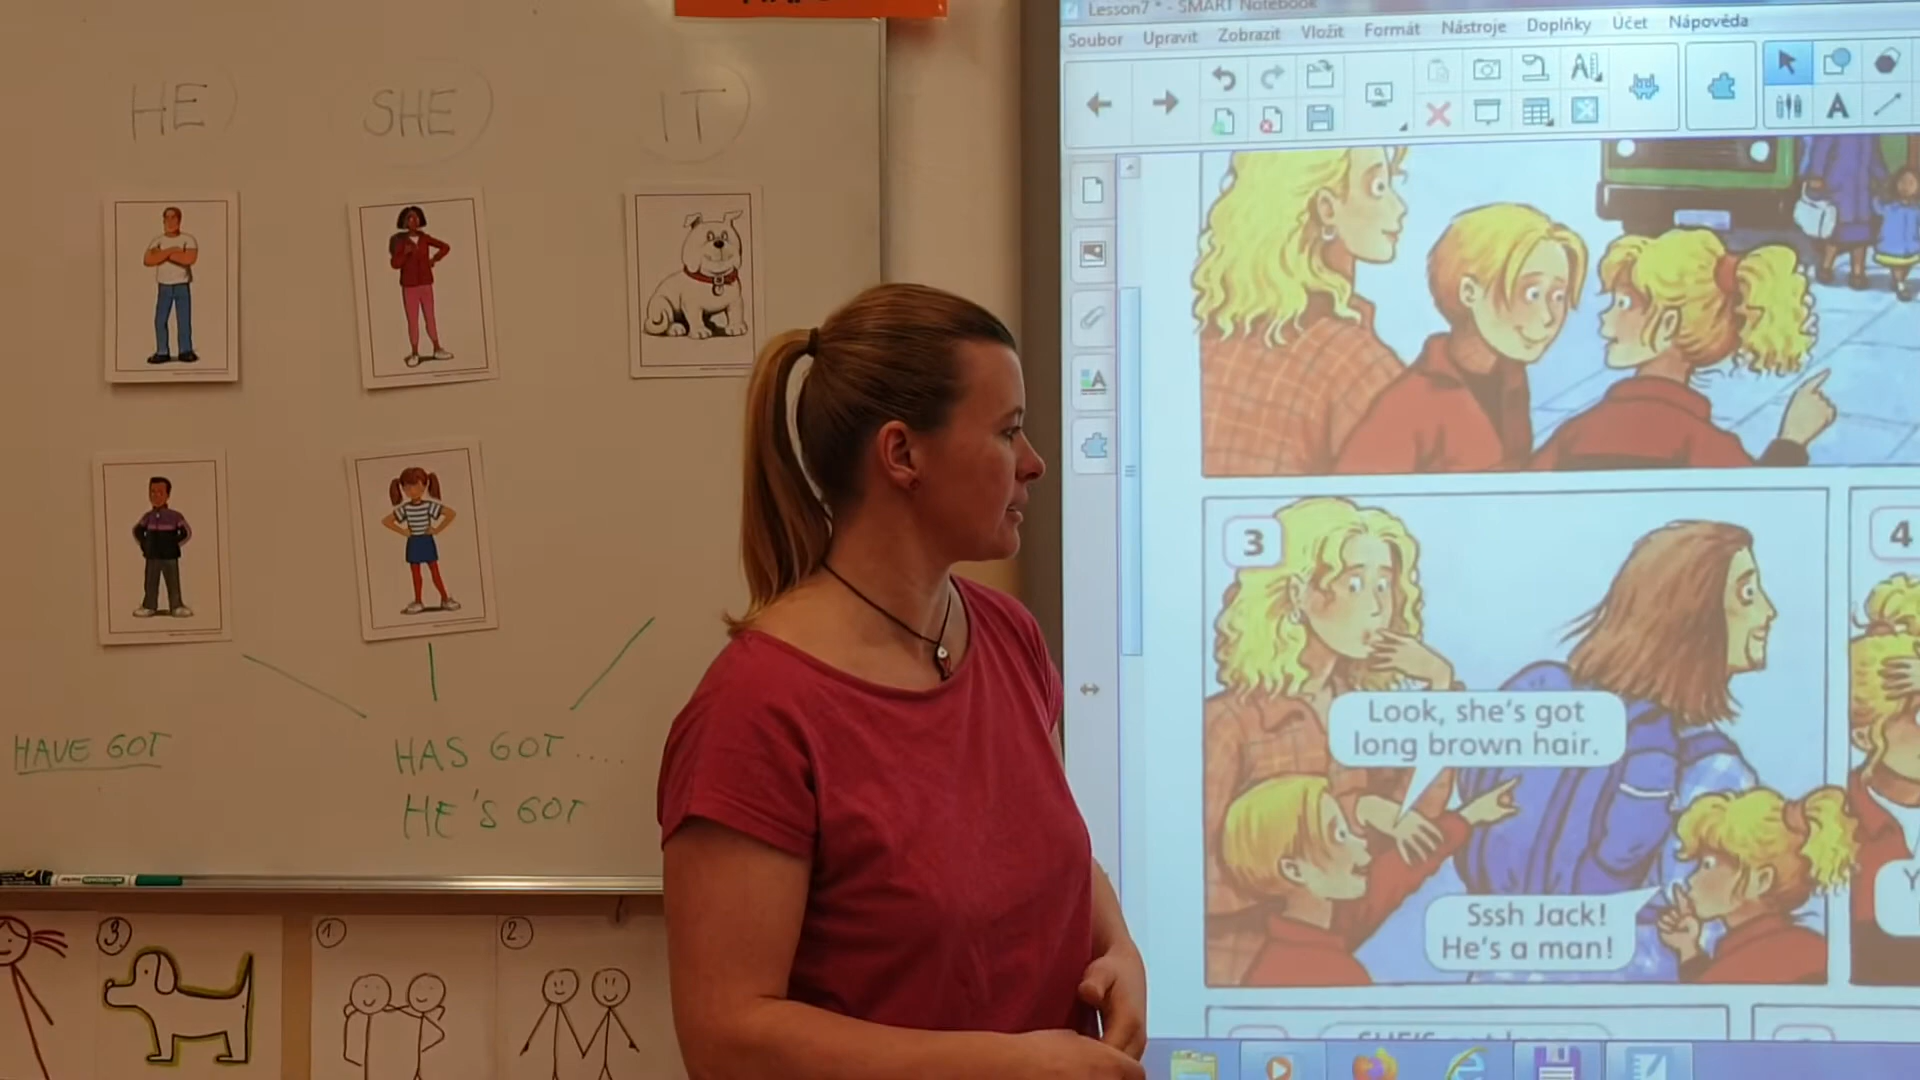 HE
SHE
IT
HAVE GOT
HAS GOT....
HE'S GOT
3.
1.
2.
Lesson7 * - SMART Notebook
Soubor Upravit Zobrazit Vložit Formát Nástroje Doplňky Účet Nápověda
3
Look, she's got
long brown hair.
Sssh Jack!
He's a man!
4